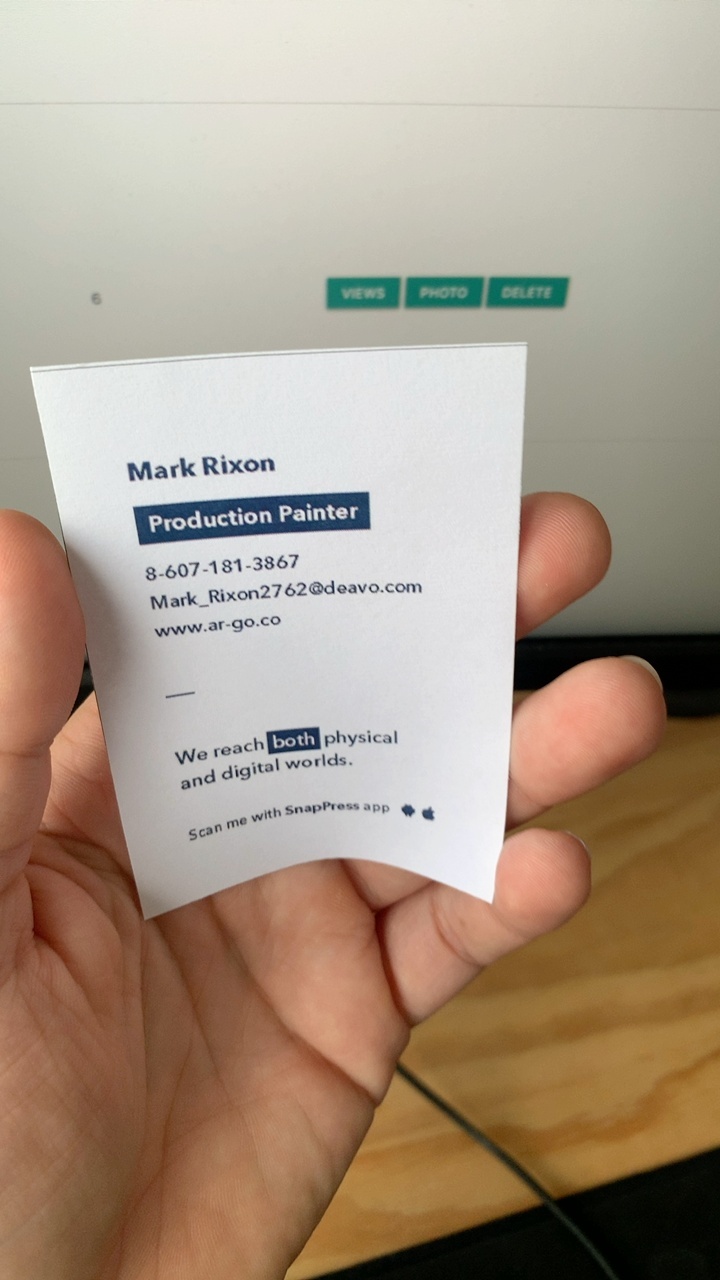 6
VIEWS PHOTO DELETE
Mark Rixon
Production Painter
8-607-181-3867
Mark_Rixon2762@deavo.com
www.ar-go.co
We reach both physical
and digital worlds.
Scan me with SnapPress app